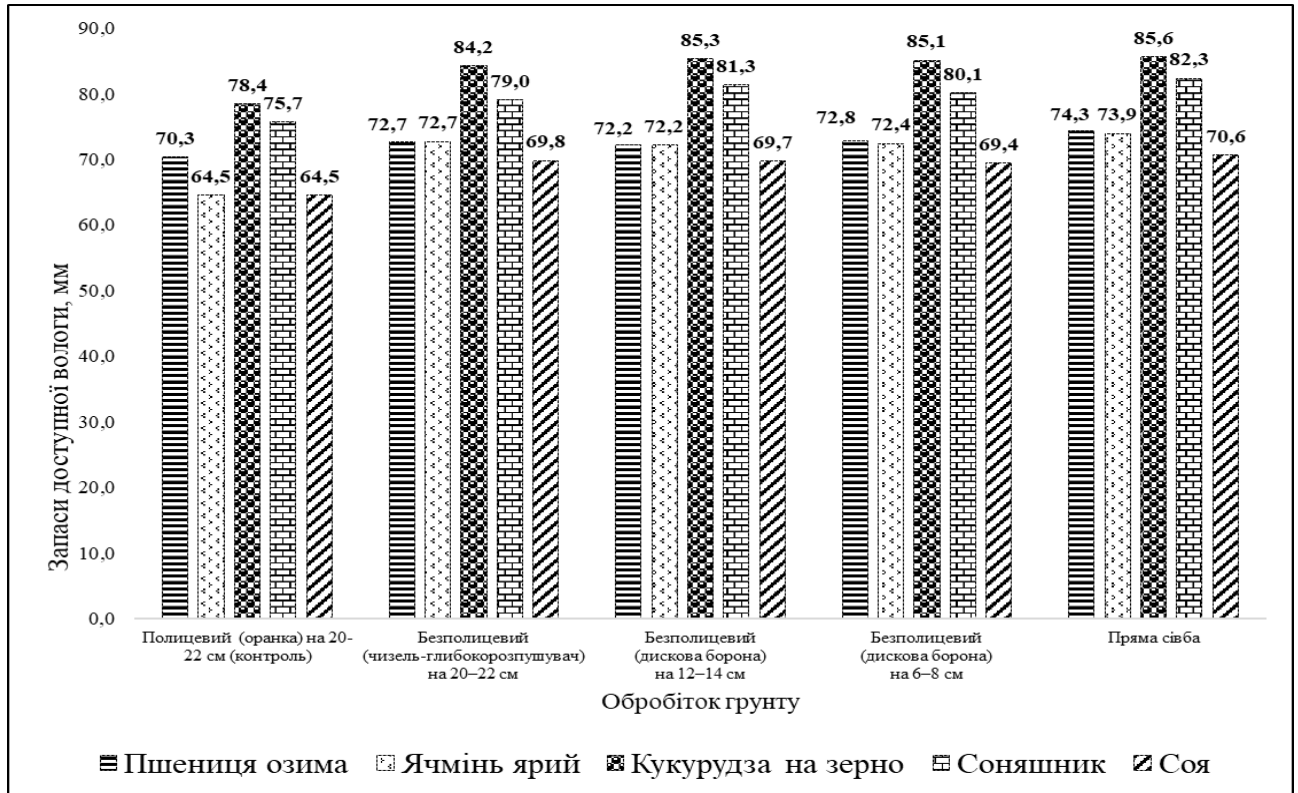 90,0
80,0
70,0
60,0
50,0
40,0
30,0
20,0
10,0
0,0
Запаси доступної вологи, мм
70,3
64,5
78,4
75,7
64,5
72,7
72,7
84,2
79,0
69,8
72,2
72,2
85,3
81,3
69,7
72,8
72,4
85,1
80,1
69,4
74,3
73,9
85,6
82,3
70,6
Полицевий (оранка) на 20-
22 см (контроль)
Безполицевий
(чизель-глибокорозпушувач)
на 20–22 см
Безполицевий
(дискова борона)
на 12–14 см
Безполицевий
(дискова борона)
на 6–8 см
Пряма сівба
Обробіток грунту
Пшениця озима
Ячмінь ярий
Кукурудза на зерно
Соняшник
Соя